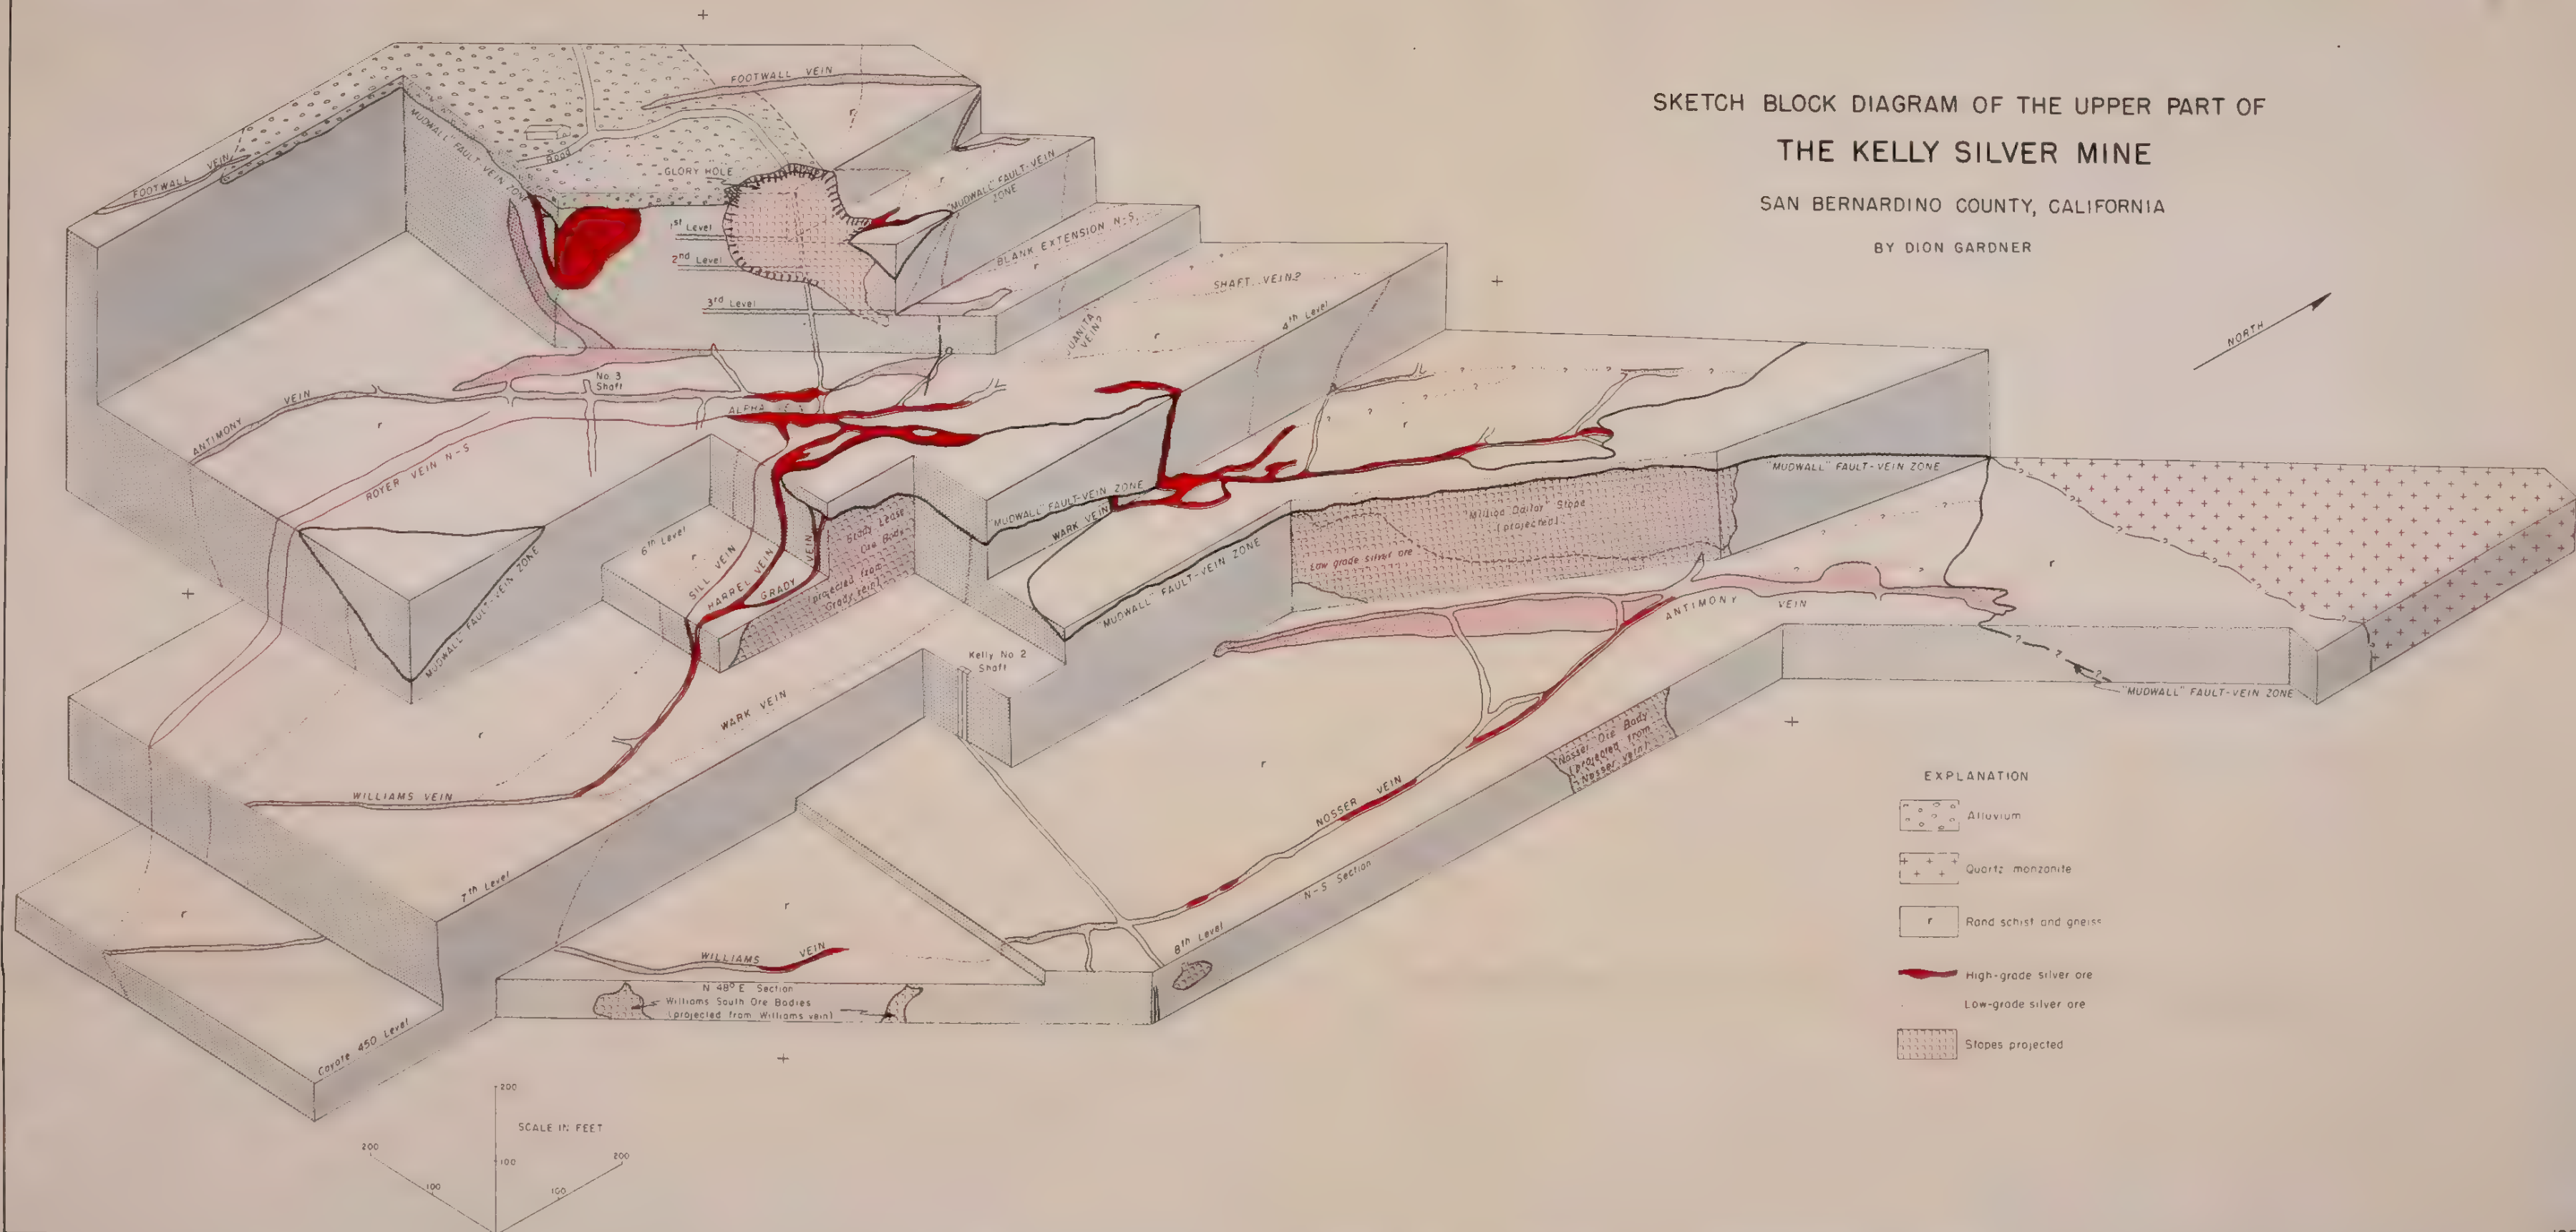 SKETCH BLOCK DIAGRAM OF THE UPPER PART OF
THE KELLY SILVER MINE
SAN BERNARDINO COUNTY, CALIFORNIA
BY DION GARDNER
NORTH
FOOTWALL VEIN
FOOTWALL VEIN
MUDWALL" FAULT-VEIN ZONE
Road
GLORY HOLE
1st Level
2nd Level
3rd Level
"MUDWALL" FAULT-VEIN
ZONE
BLANK EXTENSION N-S
SHAFT VEIN?
JUANITA
VEIN?
4th Level
No 3
Shaft
ANTIMONY VEIN
ALPHA
ROYER VEIN N-S
"MUDWALL" FAULT-VEIN ZONE
6th Level
SILL VEIN
HARREL VEIN
GRADY VEIN
Grady Lease
Ore Body
(projected from
Grady vein)
"MUDWALL" FAULT-VEIN ZONE
WARK VEIN
"MUDWALL" FAULT-VEIN ZONE
"Million Dollar Stope
(projected)
Low grade silver ore
"MUDWALL" FAULT-VEIN ZONE
ANTIMONY VEIN
"MUDWALL" FAULT-VEIN ZONE
Kelly No 2
Shaft
WARK VEIN
WILLIAMS VEIN
7th Level
NOSSER VEIN
Nosser Ore Body
(projected from
Nosser vein)
N-S Section
8th Level
WILLIAMS VEIN
N 48° E Section
Williams South Ore Bodies
(projected from Williams vein)
Coyote 450 Level
EXPLANATION
Alluvium
Quartz monzonite
r Rand schist and gneiss
High-grade silver ore
Low-grade silver ore
Stopes projected
200
SCALE IN FEET
200
100
200
100
100